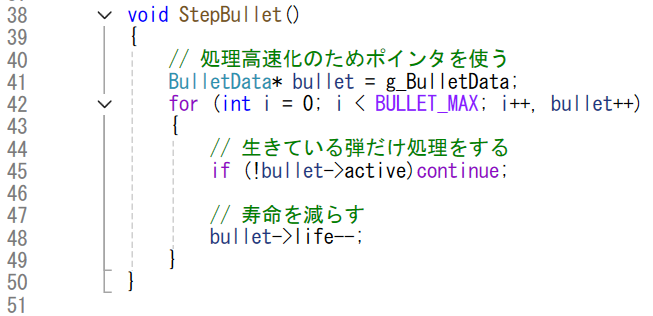 38 void StepBullet()
39 {
40 // 処理高速化のためポインタを使う
41 BulletData* bullet = g_BulletData;
42 for (int i = 0; i < BULLET_MAX; i++, bullet++)
43 {
44 // 生きている弾だけ処理をする
45 if (!bullet->active)continue;
46
47 // 寿命を減らす
48 bullet->life--;
49 }
50 }
51